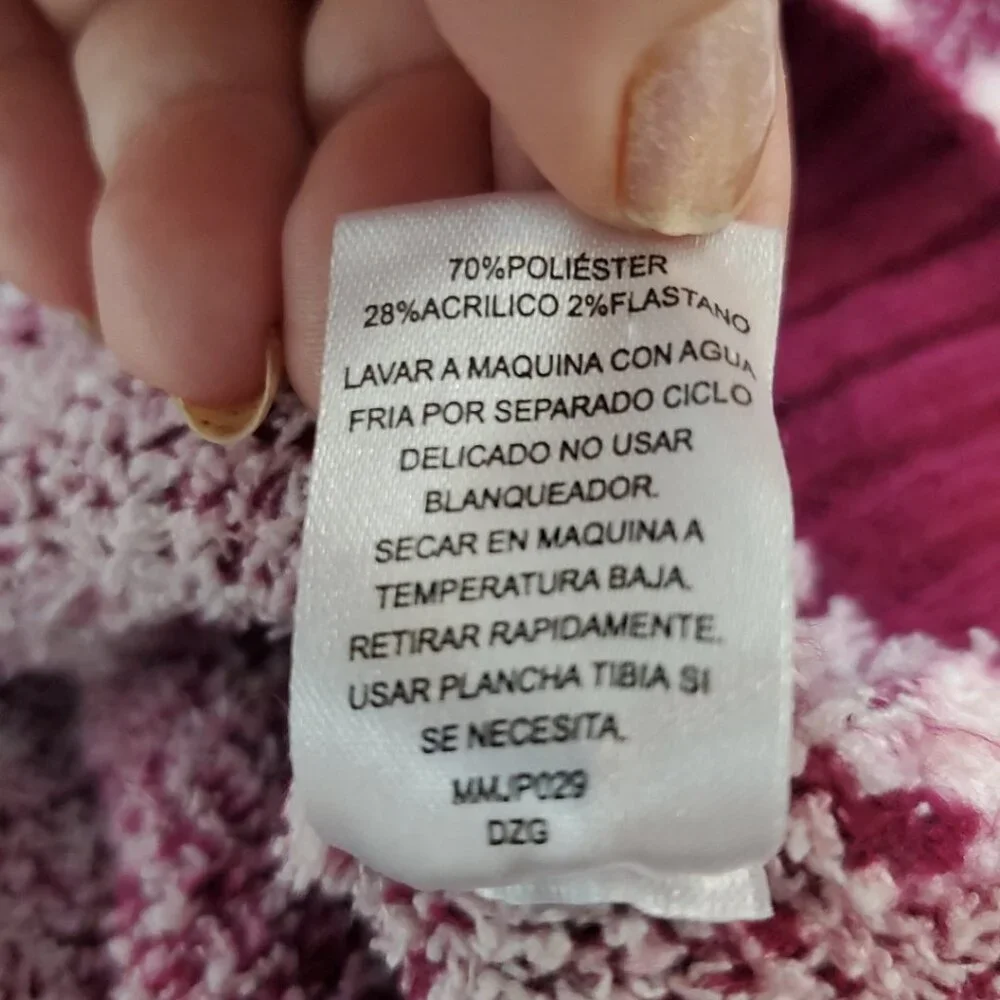 70%POLIÉSTER
28%ACRILICO 2%FLASTANO
LAVAR A MAQUINA CON AGUA
FRIA POR SEPARADO CICLO
DELICADO NO USAR
BLANQUEADOR.
SECAR EN MAQUINA A
TEMPERATURA BAJA.
RETIRAR RAPIDAMENTE.
USAR PLANCHA TIBIA SI
SE NECESITA.
MMJP029
DZG